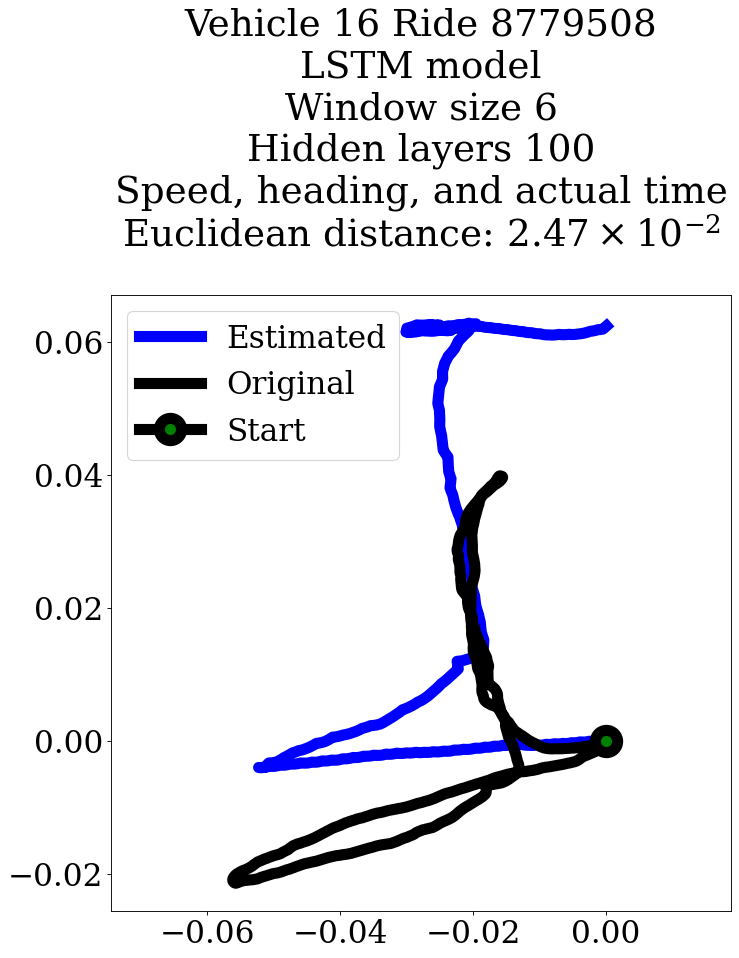 Vehicle 16 Ride 8779508
LSTM model
Window size 6
Hidden layers 100
Speed, heading, and actual time
Euclidean distance: 2.47 × 10⁻²
Estimated
Original
Start
0.06
0.04
0.02
0.00
−0.02
−0.06 −0.04 −0.02 0.00